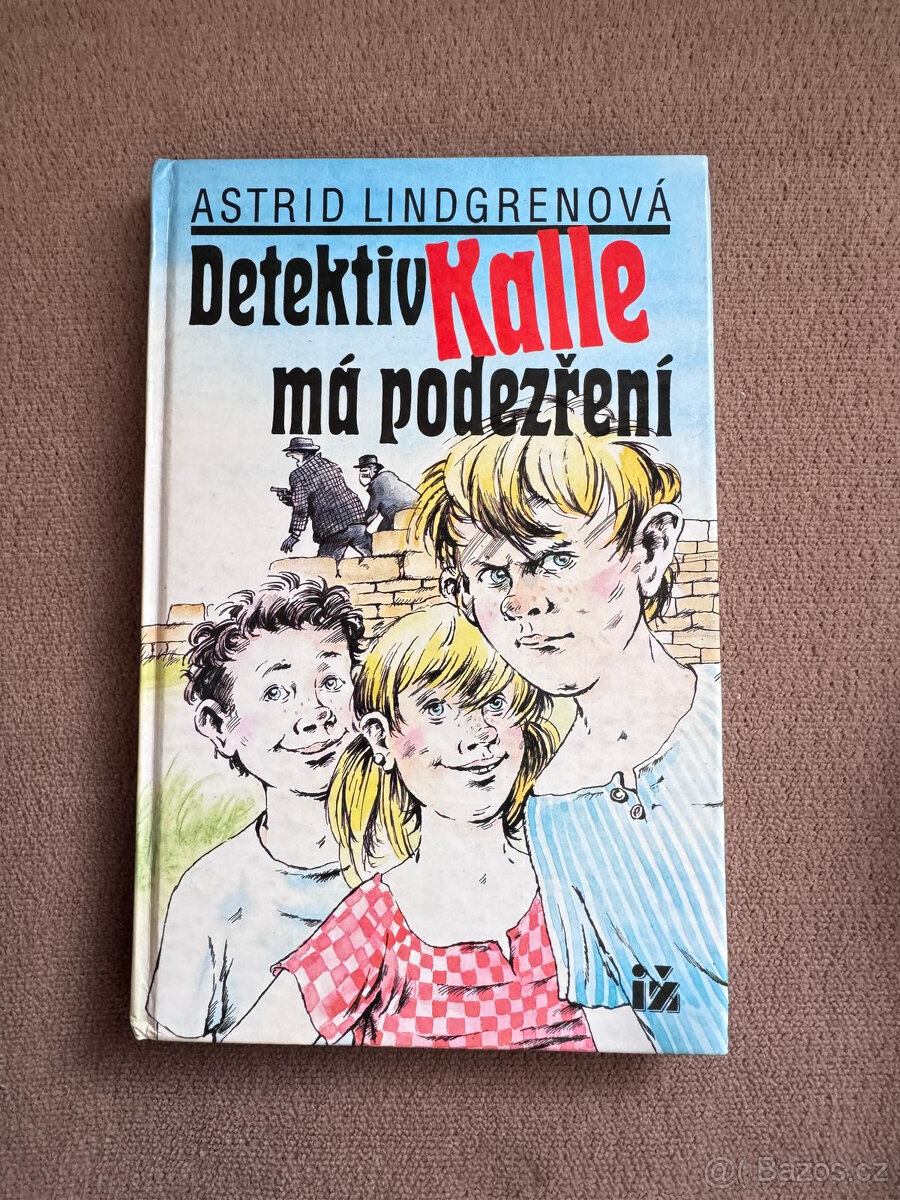 ASTRID LINDGRENOVÁ
Detektiv Kalle
má podezření
iž
@( Bazos.cz